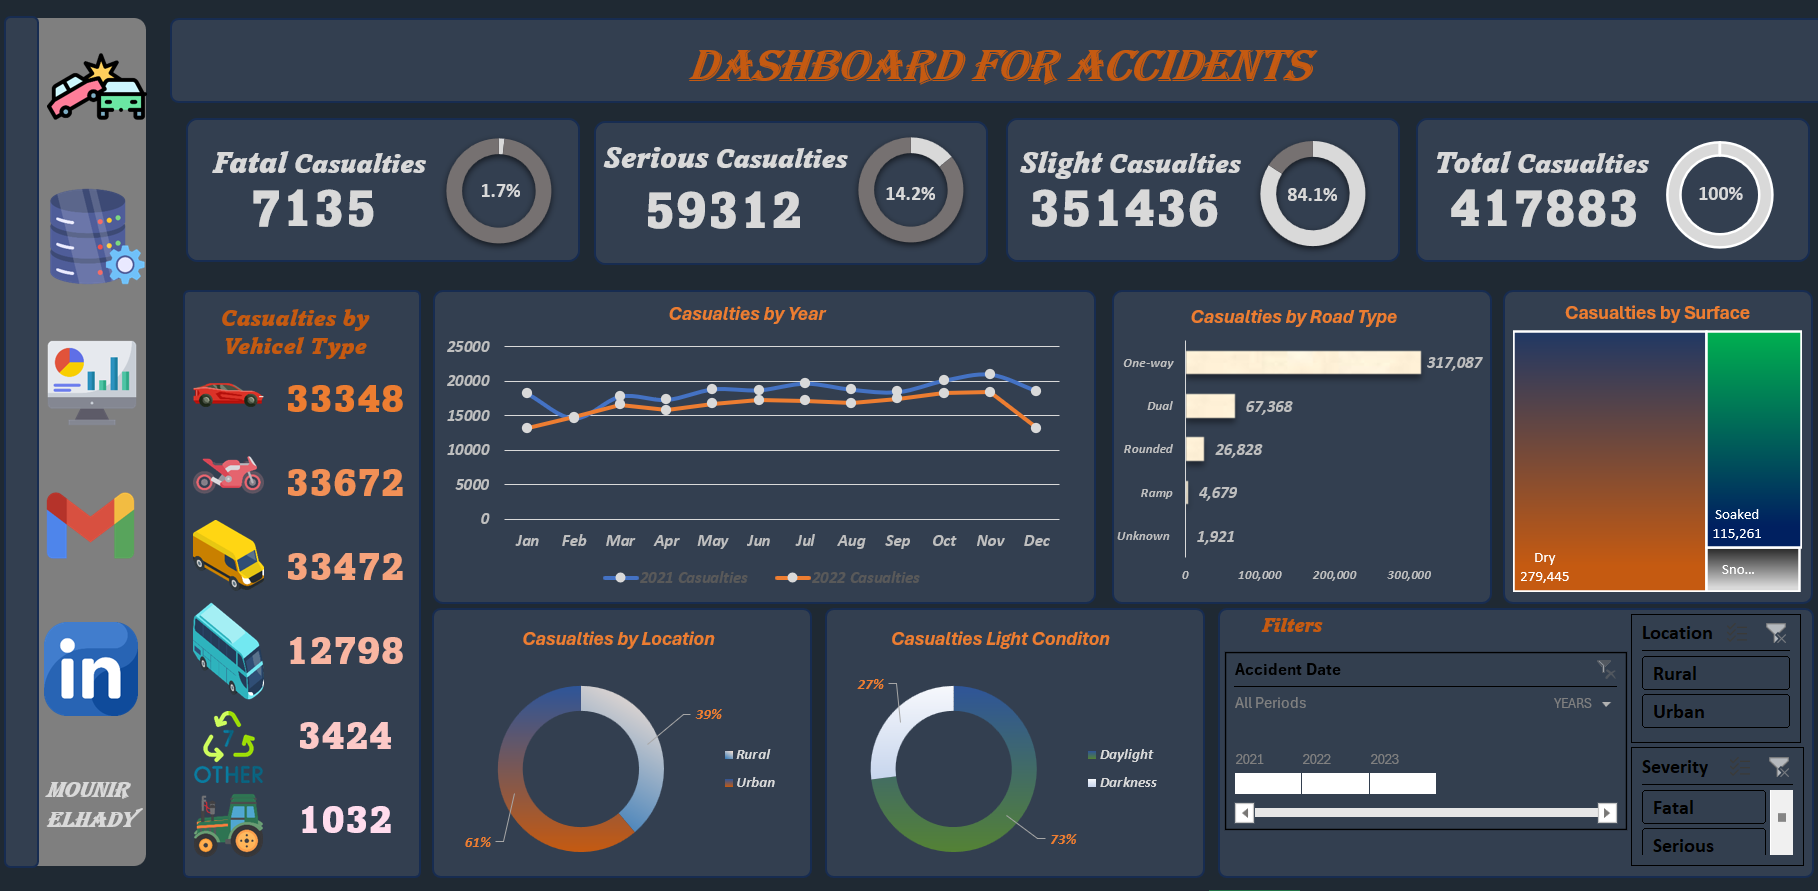 DASHBOARD FOR ACCIDENTS
Fatal Casualties
7135
1.7%
Serious Casualties
59312
14.2%
Slight Casualties
351436
84.1%
Total Casualties
417883
100%
Casualties by
Vehicel Type
33348
33672
33472
12798
7
OTHER
3424
1032
Casualties by Year
25000
20000
15000
10000
5000
0
Jan Feb Mar Apr May Jun Jul Aug Sep Oct Nov Dec
2021 Casualties 2022 Casualties
Casualties by Road Type
One-way 317,087
Dual 67,368
Rounded 26,828
Ramp 4,679
Unknown 1,921
0 100,000 200,000 300,000
Casualties by Surface
Dry
279,445
Soaked
115,261
Sno...
Casualties by Location
39%
61%
Rural
Urban
Casualties Light Conditon
27%
73%
Daylight
Darkness
Filters
Accident Date
All Periods YEARS
2021 2022 2023
Location
Rural
Urban
Severity
Fatal
Serious
in
MOUNIR
ELHADY